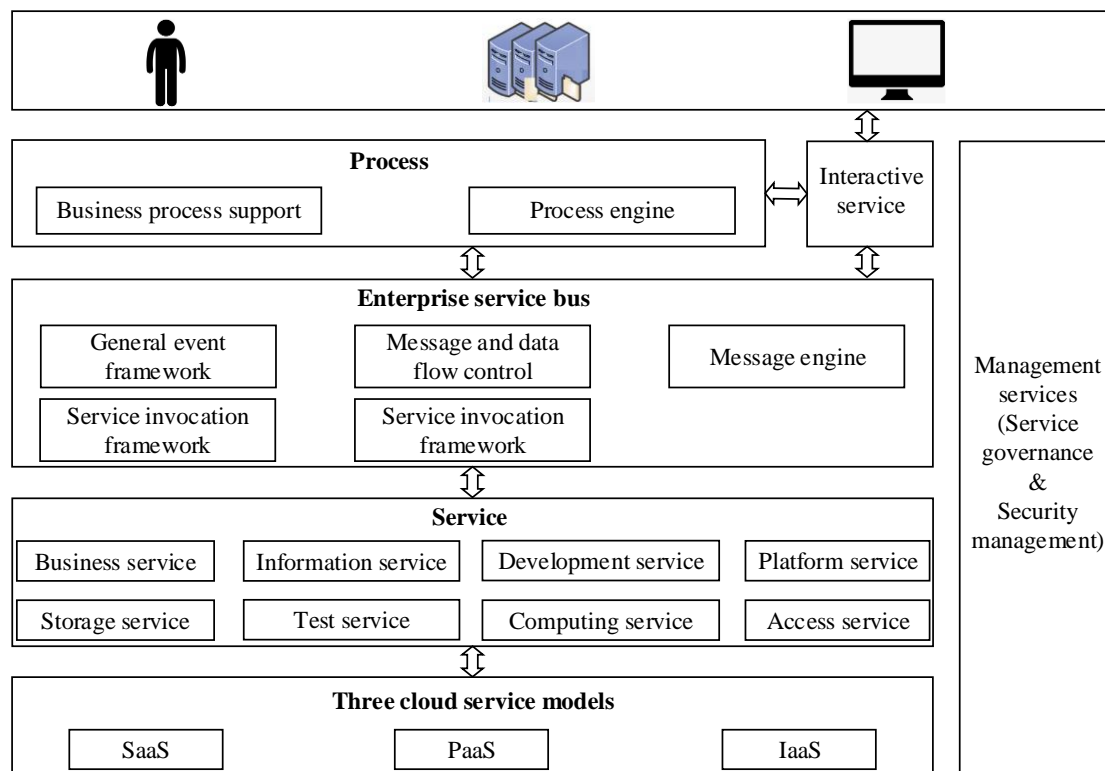 Process
Business process support
Process engine
Interactive
service
Enterprise service bus
General event
framework
Message and data
flow control
Message engine
Service invocation
framework
Service invocation
framework
Service
Business service
Information service
Development service
Platform service
Storage service
Test service
Computing service
Access service
Three cloud service models
SaaS
PaaS
IaaS
Management
services
(Service
governance
&
Security
management)